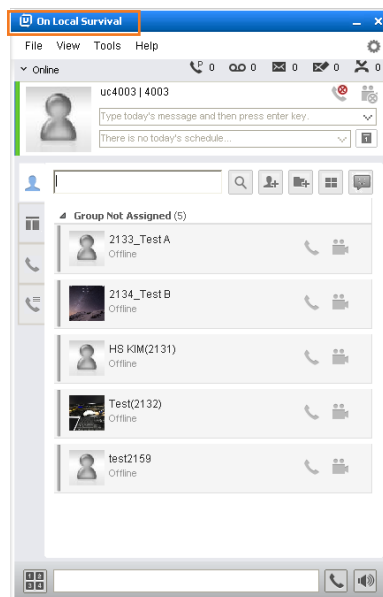 On Local Survival
File View Tools Help
Online 0 0 0 0 0
uc4003 | 4003
Type today's message and then press enter key.
There is no today's schedule...
Group Not Assigned (5)
2133_Test A
Offline
2134_Test B
Offline
HS KIM(2131)
Offline
Test(2132)
Offline
test2159
Offline